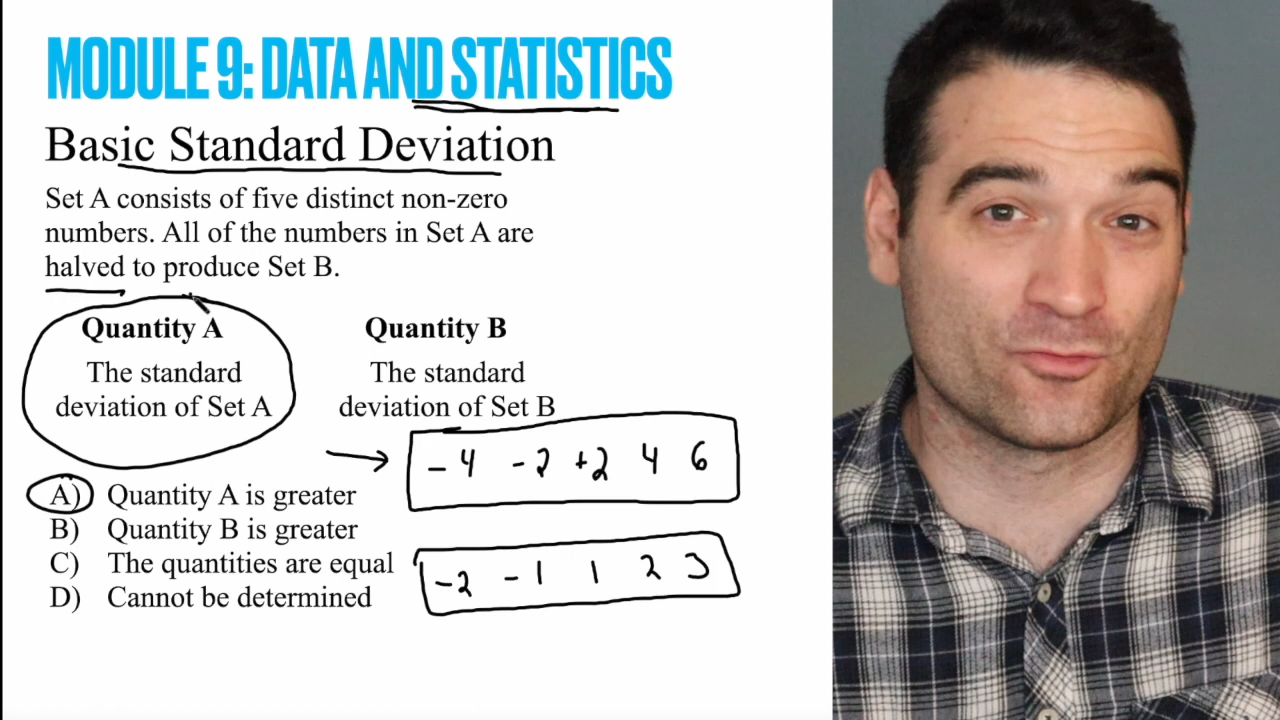 MODULE 9: DATA AND STATISTICS
Basic Standard Deviation
Set A consists of five distinct non-zero
numbers. All of the numbers in Set A are
halved to produce Set B.
Quantity A
The standard
deviation of Set A
Quantity B
The standard
deviation of Set B
-4 -2 +2 4 6
A) Quantity A is greater
B) Quantity B is greater
C) The quantities are equal
D) Cannot be determined
-2 -1 1 2 3